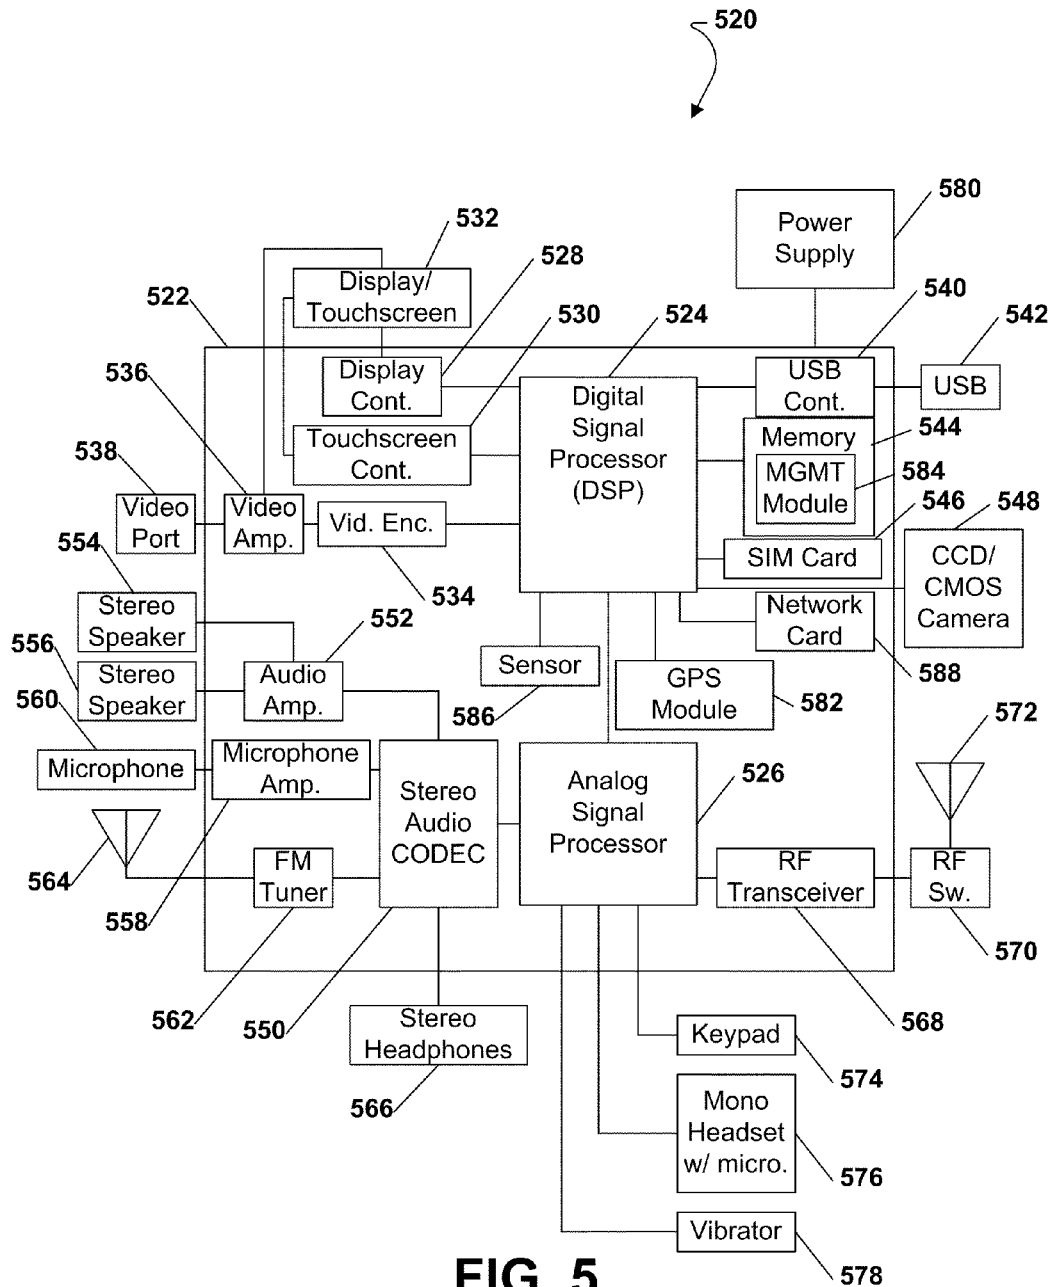 520
580
Power
Supply
532
528
540
Display/
Touchscreen
522
530
524
542
536
Display
Cont.
Digital
Signal
Processor
(DSP)
USB
Cont.
USB
538
Touchscreen
Cont.
Memory
544
MGMT
Module
584
546
548
Video
Port
Video
Amp.
Vid. Enc.
554
SIM Card
CCD/
CMOS
Camera
534
Stereo
Speaker
552
Network
Card
556
Stereo
Speaker
Audio
Amp.
Sensor
GPS
Module
588
560
586
582
572
Microphone
Microphone
Amp.
Stereo
Audio
CODEC
Analog
Signal
Processor
526
564
FM
Tuner
RF
Transceiver
RF
Sw.
558
570
562
550
Stereo
Headphones
568
Keypad
574
566
Mono
Headset
w/ micro.
576
Vibrator
578
FIG. 5